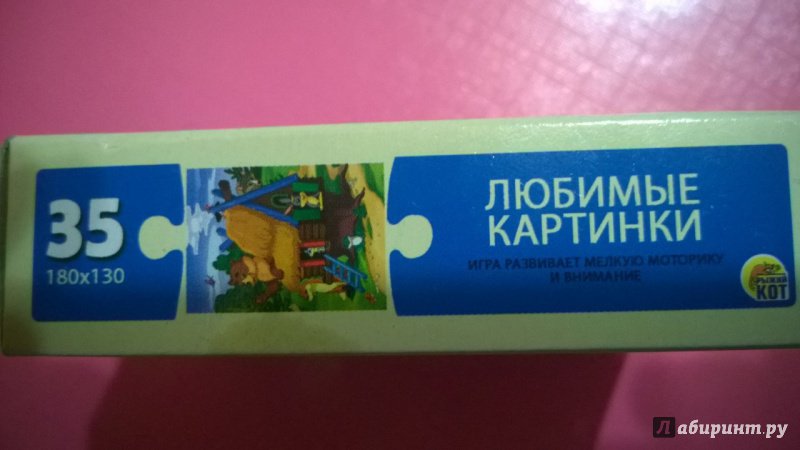 35
180x130
ЛЮБИМЫЕ
КАРТИНКИ
ИГРА РАЗВИВАЕТ МЕЛКУЮ МОТОРИКУ
И ВНИМАНИЕ
РЫЖИЙ
КОТ
Лабиринт.ру